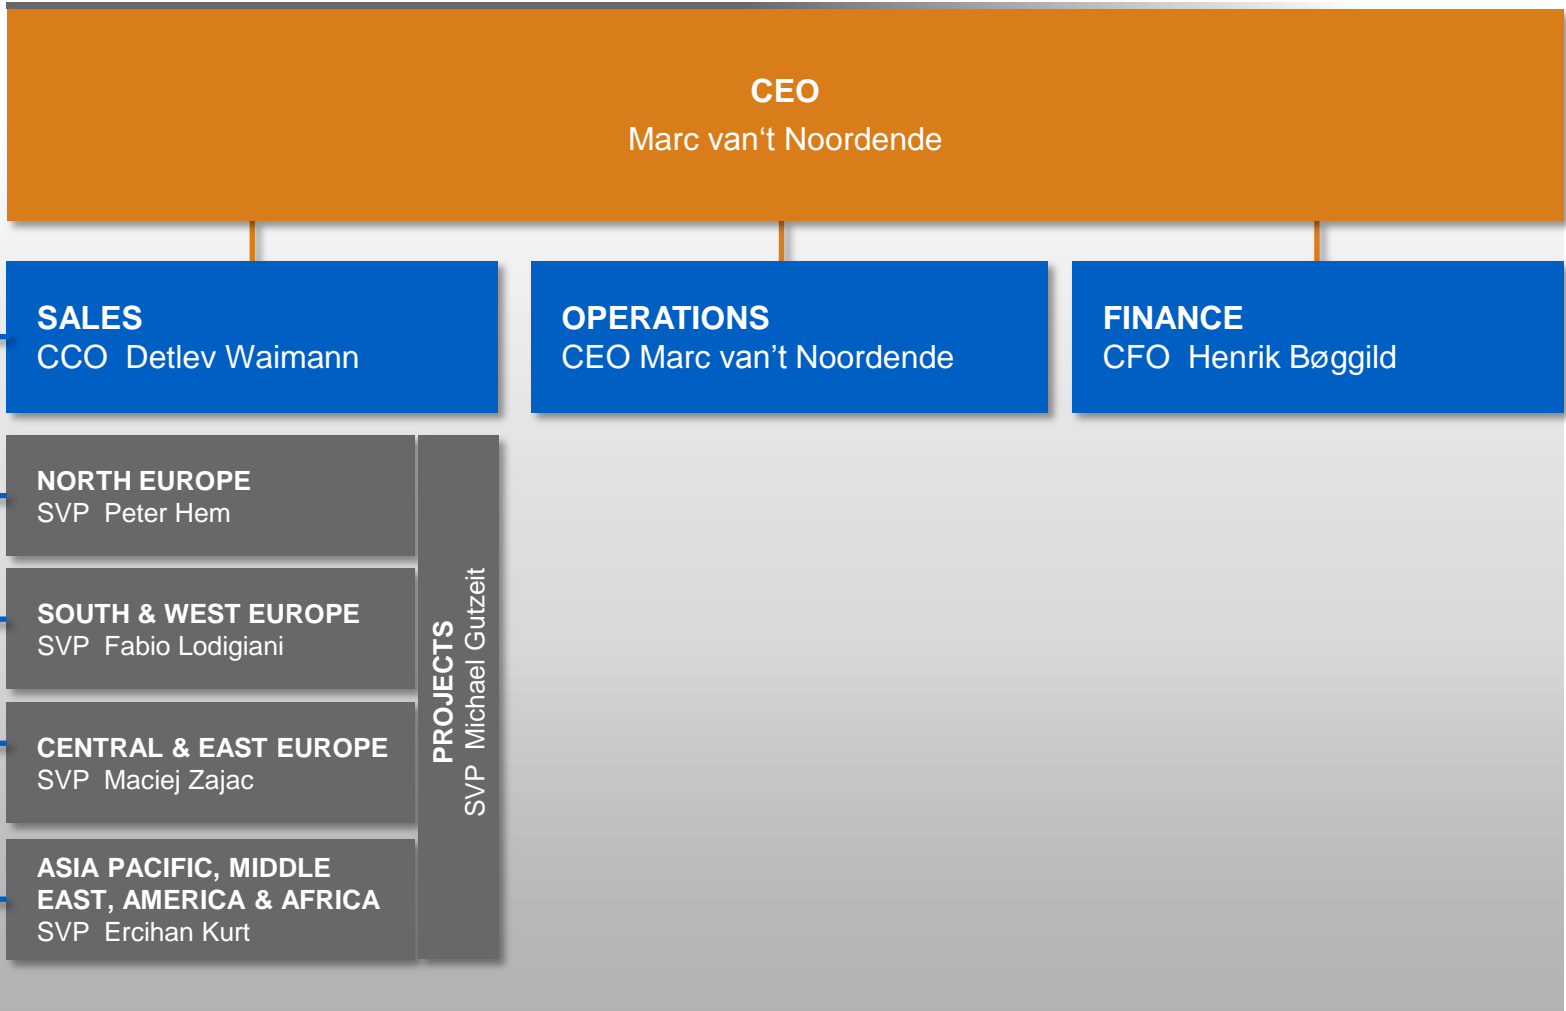 CEO
Marc van‘t Noordende
SALES
CCO  Detlev Waimann
OPERATIONS
CEO Marc van’t Noordende
FINANCE
CFO  Henrik Bøggild
NORTH EUROPE
SVP  Peter Hem
SOUTH & WEST EUROPE
SVP  Fabio Lodigiani
CENTRAL & EAST EUROPE
SVP  Maciej Zajac
ASIA PACIFIC, MIDDLE
EAST, AMERICA & AFRICA
SVP  Ercihan Kurt
PROJECTS
SVP  Michael Gutzeit